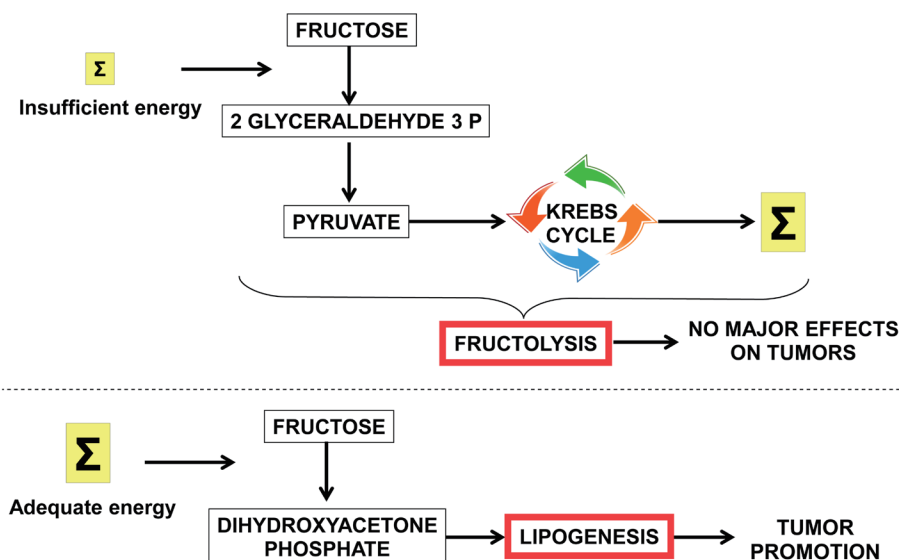 FRUCTOSE
Σ
Insufficient energy
2 GLYCERALDEHYDE 3 P
PYRUVATE
KREBS
CYCLE
Σ
FRUCTOLYSIS
NO MAJOR EFFECTS
ON TUMORS
FRUCTOSE
Σ
Adequate energy
DIHYDROXYACETONE
PHOSPHATE
LIPOGENESIS
TUMOR
PROMOTION